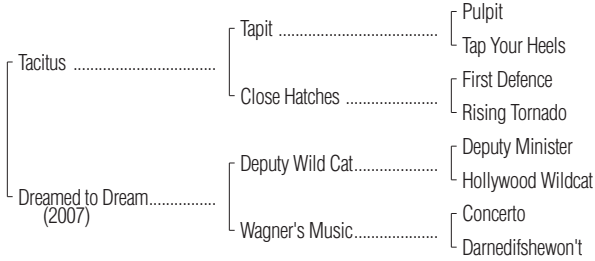 Pulpit
Tapit ..............................................
Tap Your Heels
Tacitus ..................................
First Defence
Close Hatches ......................
Rising Tornado
Deputy Minister
Deputy Wild Cat....................
Hollywood Wildcat
Dreamed to Dream................
(2007)
Concerto
Wagner's Music....................
Darnedifshewon't